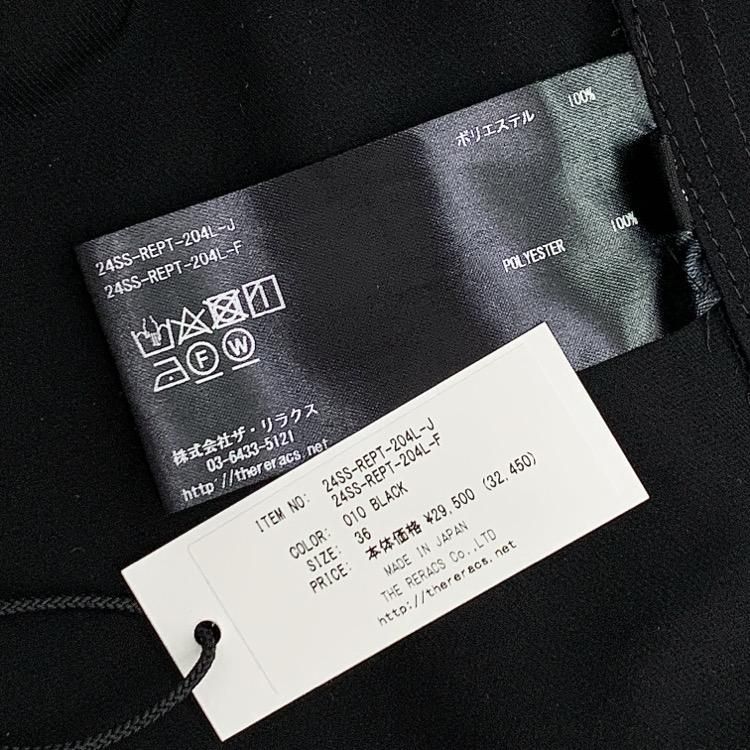 ポリエステル 100%
POLYESTER 100%
24SS-REPT-204L-J
24SS-REPT-204L-F
F W
株式会社ザ・リラクス
03-6433-5121
http://thereracs.net
ITEM NO: 24SS-REPT-204L-J
24SS-REPT-204L-F
COLOR: 010 BLACK
SIZE: 36
PRICE: 本体価格 ¥29.500 (32.450)
MADE IN JAPAN
THE RERACS Co.,LTD
http://thereracs.net